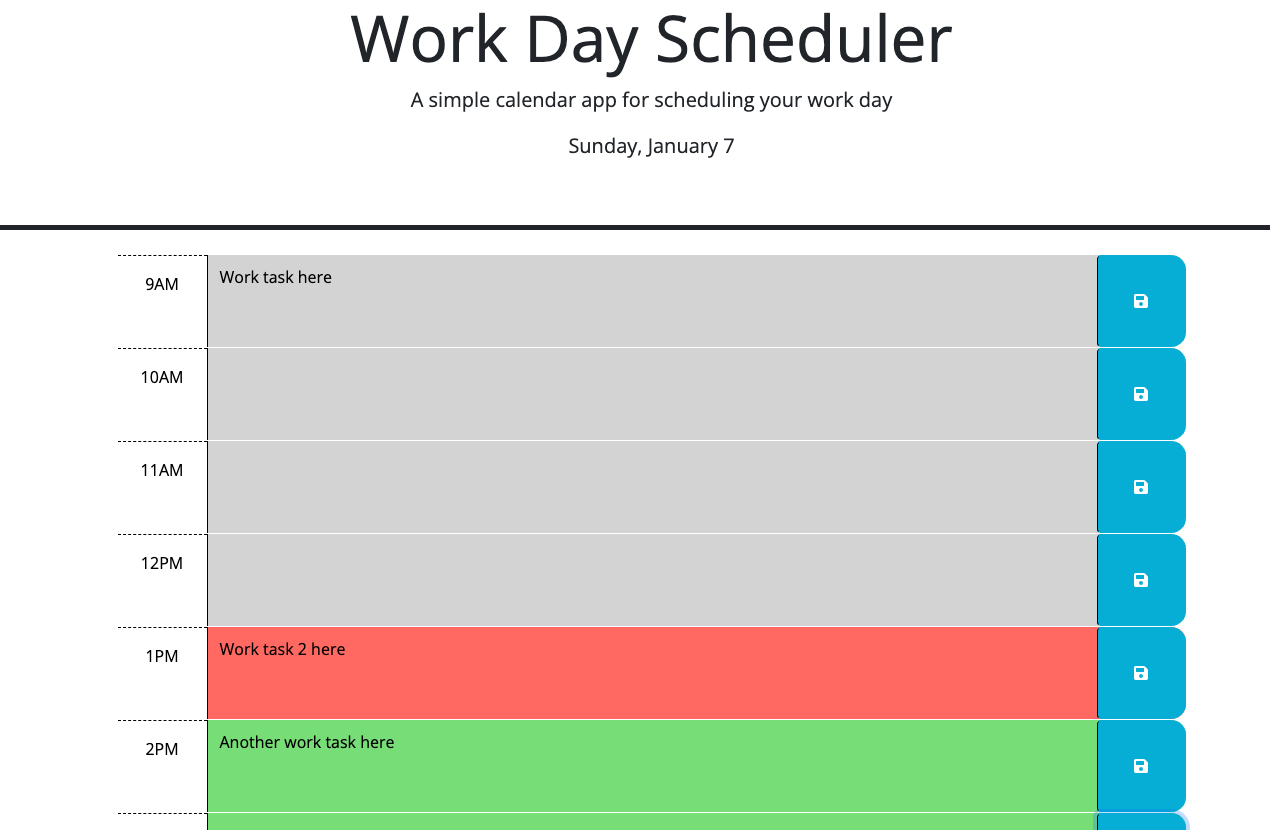 Work Day Scheduler
A simple calendar app for scheduling your work day
Sunday, January 7
9AM
Work task here
10AM
11AM
12PM
1PM
Work task 2 here
2PM
Another work task here